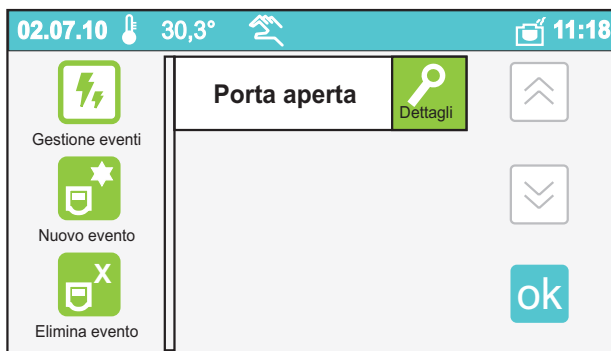 02.07.10 30,3° 11:18
Porta aperta
Dettagli
Gestione eventi
Nuovo evento
X
Elimina evento
ok